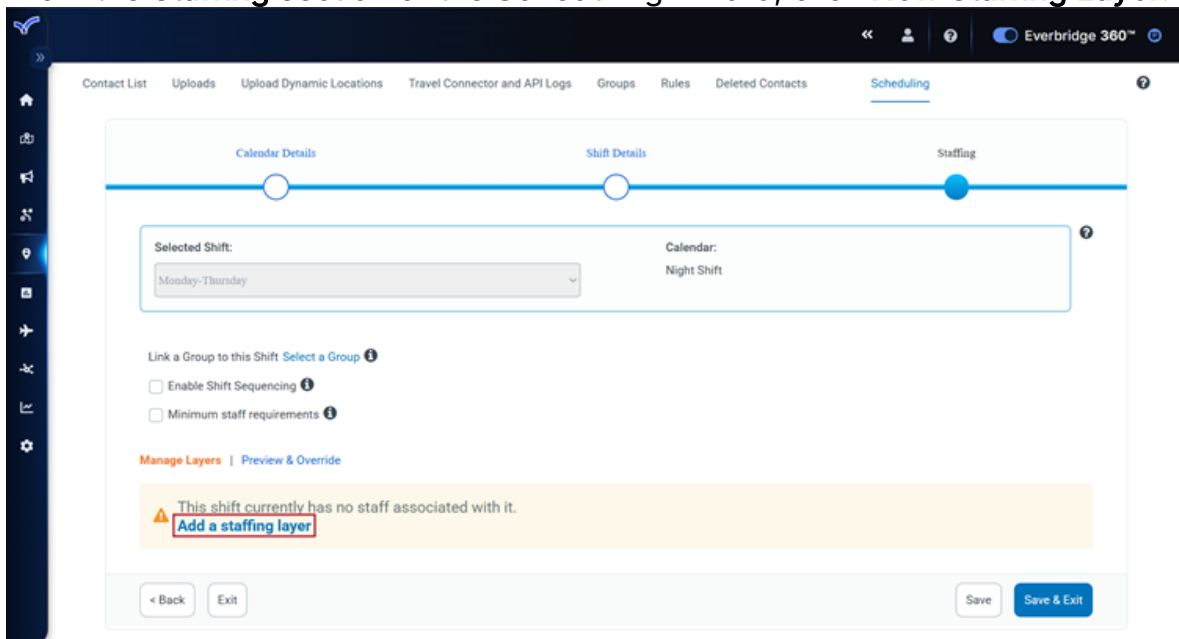 Everbridge 360™
Contact List Uploads Upload Dynamic Locations Travel Connector and API Logs Groups Rules Deleted Contacts Scheduling
Calendar Details Shift Details Staffing
Selected Shift: Calendar:
Monday-Thursday Night Shift
Link a Group to this Shift Select a Group
Enable Shift Sequencing
Minimum staff requirements
Manage Layers | Preview & Override
This shift currently has no staff associated with it.
Add a staffing layer
< Back Exit Save Save & Exit